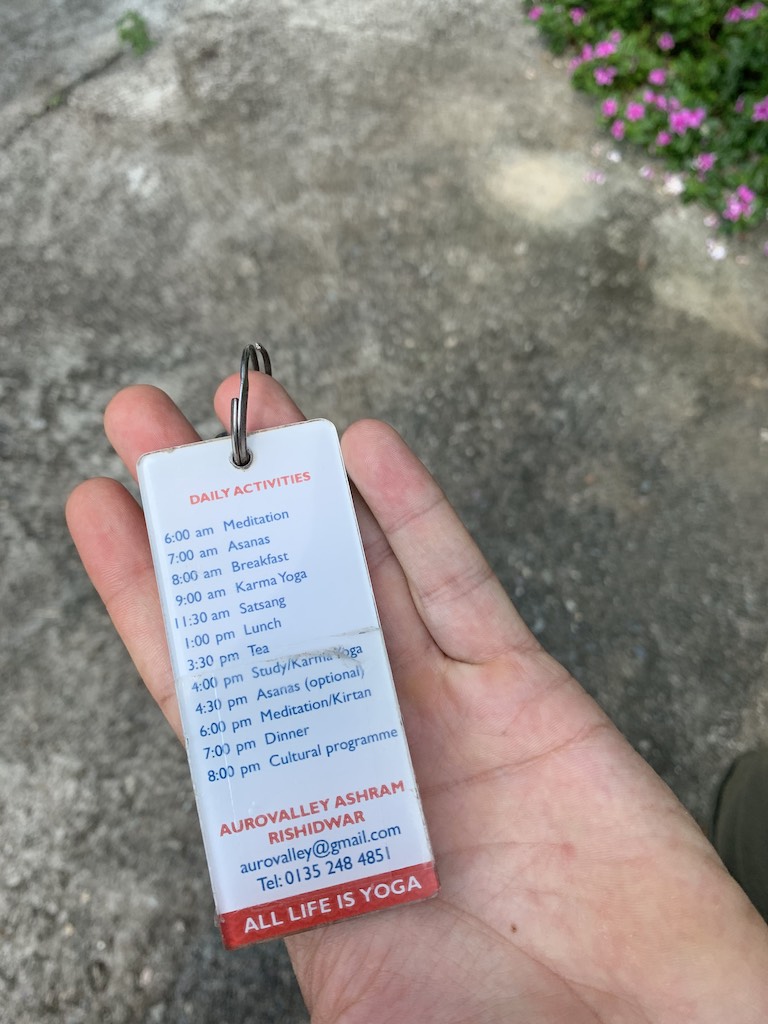 DAILY ACTIVITIES
6:00 am Meditation
7:00 am Asanas
8:00 am Breakfast
9:00 am Karma Yoga
11:30 am Satsang
1:00 pm Lunch
3:30 pm Tea
4:00 pm Study/Karma Yoga
4:30 pm Asanas (optional)
6:00 pm Meditation/Kirtan
7:00 pm Dinner
8:00 pm Cultural programme
AUROVALLEY ASHRAM
RISHIDWAR
aurovalley@gmail.com
Tel: 0135 248 4851
ALL LIFE IS YOGA